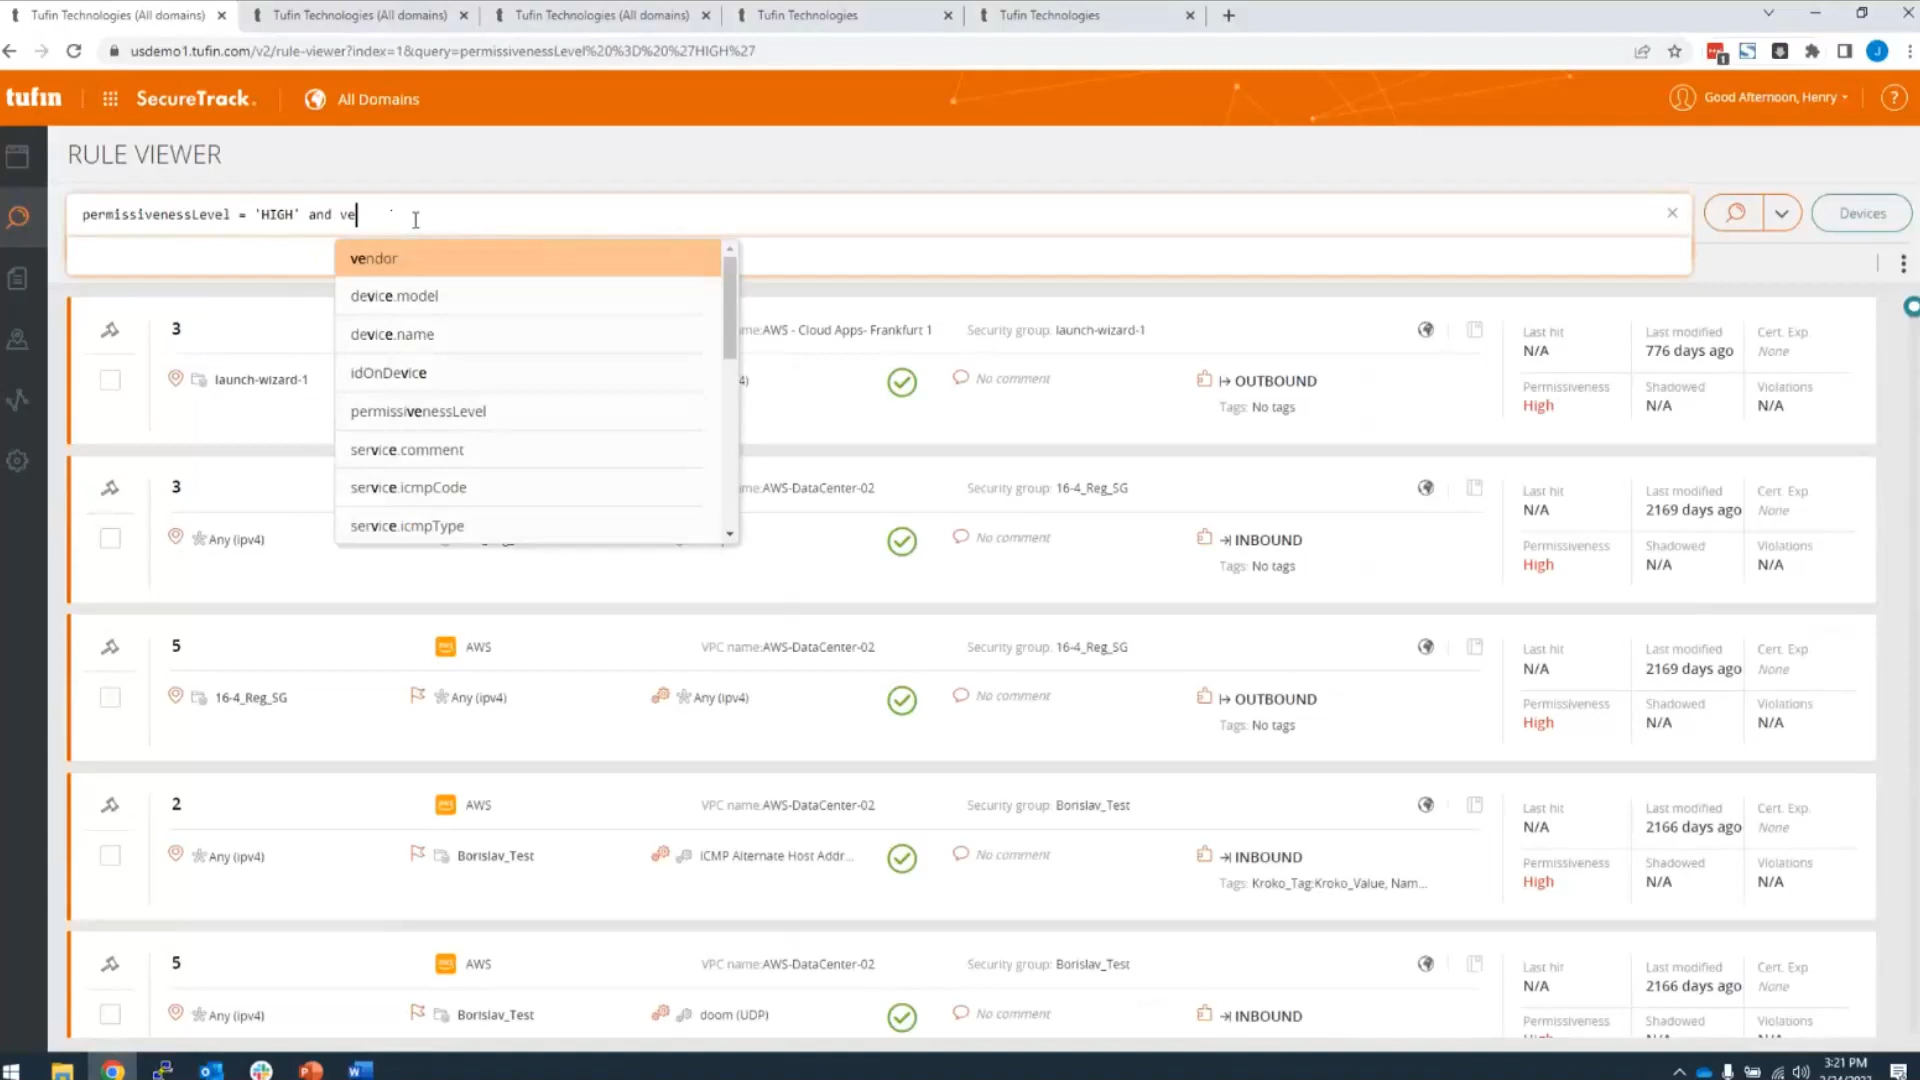 Tufin Technologies (All domains)
Tufin Technologies (All domains)
Tufin Technologies (All domains)
Tufin Technologies
Tufin Technologies
usdemo1.tufin.com/v2/rule-viewer?index=1&query=permissivenessLevel%20%3D%20%27HIGH%27
1
J
tufin
SecureTrack.
All Domains
Good Afternoon, Henry
?
RULE VIEWER
permissivenessLevel = 'HIGH' and ve
Devices
vendor
device.model
device.name
idOnDevice
permissivenessLevel
service.comment
service.icmpCode
service.icmpType
3
me:AWS - Cloud Apps- Frankfurt 1
Security group: launch-wizard-1
launch-wizard-1
4)
No comment
OUTBOUND
Tags: No tags
Last hit
N/A
Last modified
776 days ago
Cert. Exp
None
Permissiveness
High
Shadowed
N/A
Violations
N/A
3
me:AWS-DataCenter-02
Security group: 16-4_Reg_SG
Any (ipv4)
No comment
INBOUND
Tags: No tags
Last hit
N/A
Last modified
2169 days ago
Cert. Exp
None
Permissiveness
High
Shadowed
N/A
Violations
N/A
5
AWS
VPC name:AWS-DataCenter-02
Security group: 16-4_Reg_SG
16-4_Reg_SG
Any (ipv4)
Any (ipv4)
No comment
OUTBOUND
Tags: No tags
Last hit
N/A
Last modified
2169 days ago
Cert. Exp
None
Permissiveness
High
Shadowed
N/A
Violations
N/A
2
AWS
VPC name:AWS-DataCenter-02
Security group: Borislav_Test
Any (ipv4)
Borislav_Test
ICMP Alternate Host Addr...
No comment
INBOUND
Tags: Kroko_Tag:Kroko_Value, Nam...
Last hit
N/A
Last modified
2166 days ago
Cert. Exp.
None
Permissiveness
High
Shadowed
N/A
Violations
N/A
5
AWS
VPC name:AWS-DataCenter-02
Security group: Borislav_Test
Any (ipv4)
Borislav_Test
doom (UDP)
No comment
INBOUND
Last hit
N/A
Last modified
2166 days ago
Cert. Exp
None
Permissiveness
Shadowed
Violations
3:21 PM